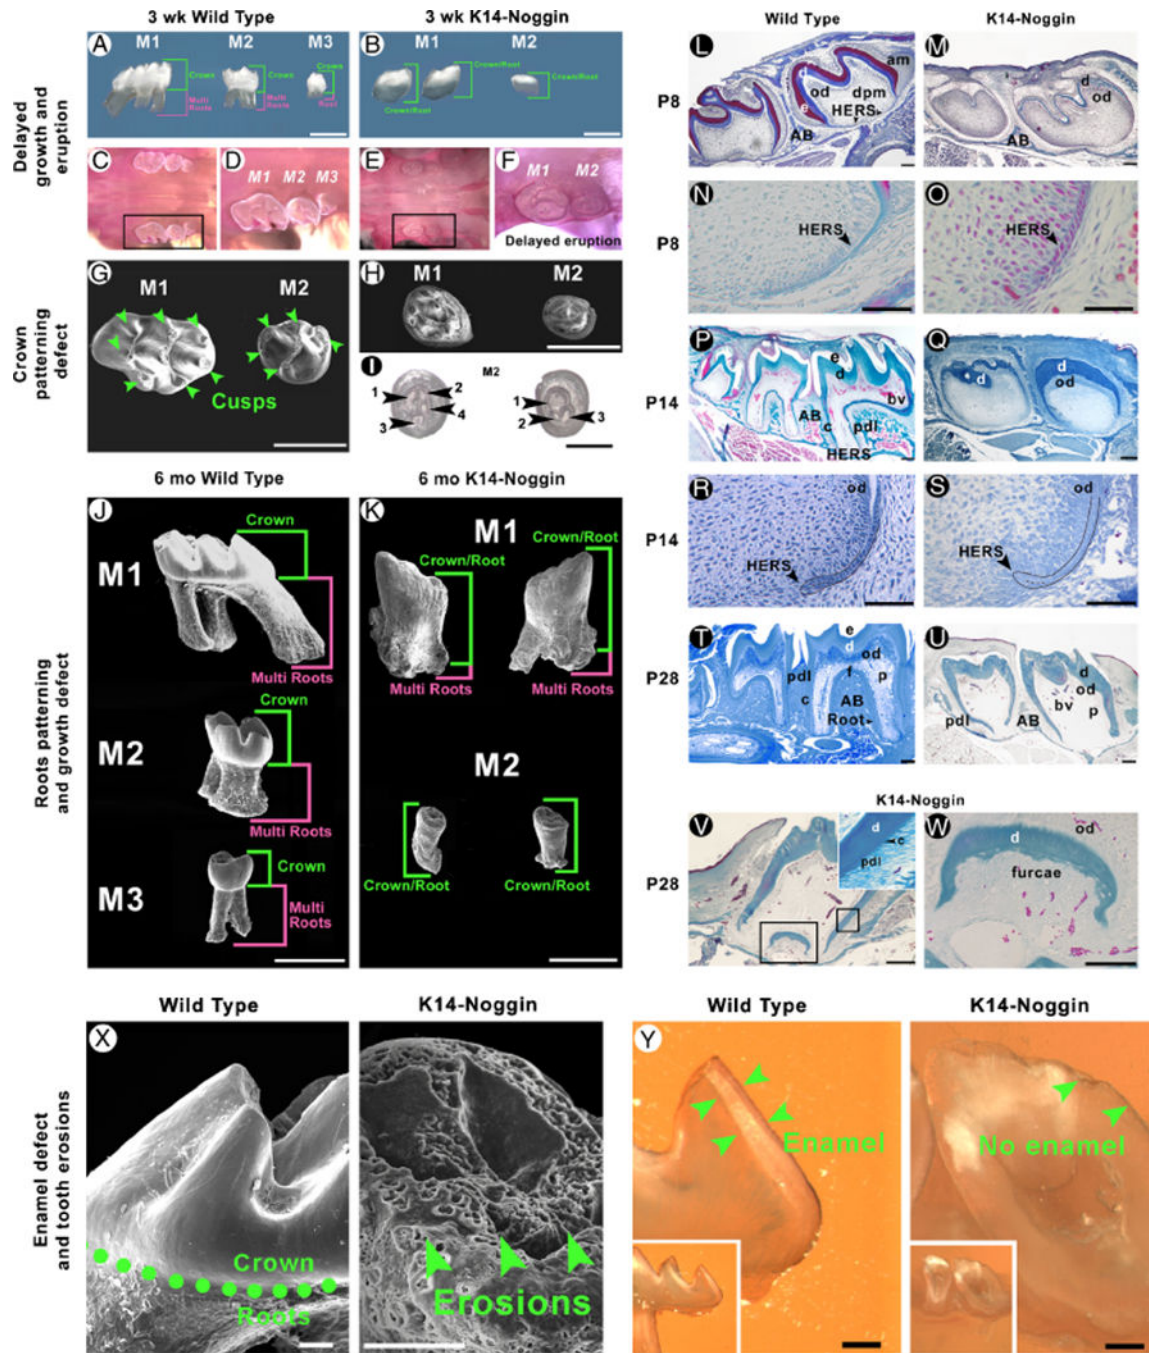 3 wk Wild Type
3 wk K14-Noggin
Delayed
growth and
eruption
A
M1
M2
M3
Crown
Crown
Crown
Multi
Roots
Multi
Roots
Root
B
M1
M2
Crown/Root
Crown/Root
Crown/Root
C
D
M1
M2
M3
E
F
M1
M2
Delayed eruption
Crown
patterning
defect
G
M1
M2
Cusps
H
M1
M2
I
M2
1
2
4
3
1
2
3
Roots patterning
and growth defect
6 mo Wild Type
6 mo K14-Noggin
J
Crown
M1
Multi Roots
Crown
M2
Multi Roots
Crown
M3
Multi
Roots
K
M1
Crown/Root
Crown/Root
Multi Roots
Multi Roots
M2
Crown/Root
Crown/Root
Wild Type
K14-Noggin
P8
L
am
od
dpm
e
HERS
AB
M
d
od
AB
P8
N
HERS
O
HERS
P14
P
e
d
bv
AB
c
pdl
HERS
Q
d
d
od
P14
R
od
HERS
S
od
HERS
P28
T
e
d
od
pdl
f
p
c
AB
Root
U
d
od
bv
p
pdl
AB
K14-Noggin
P28
V
d
c
pdl
W
od
d
furcae
Enamel defect
and tooth erosions
Wild Type
K14-Noggin
X
Crown
Roots
Erosions
Wild Type
K14-Noggin
Y
Enamel
No enamel